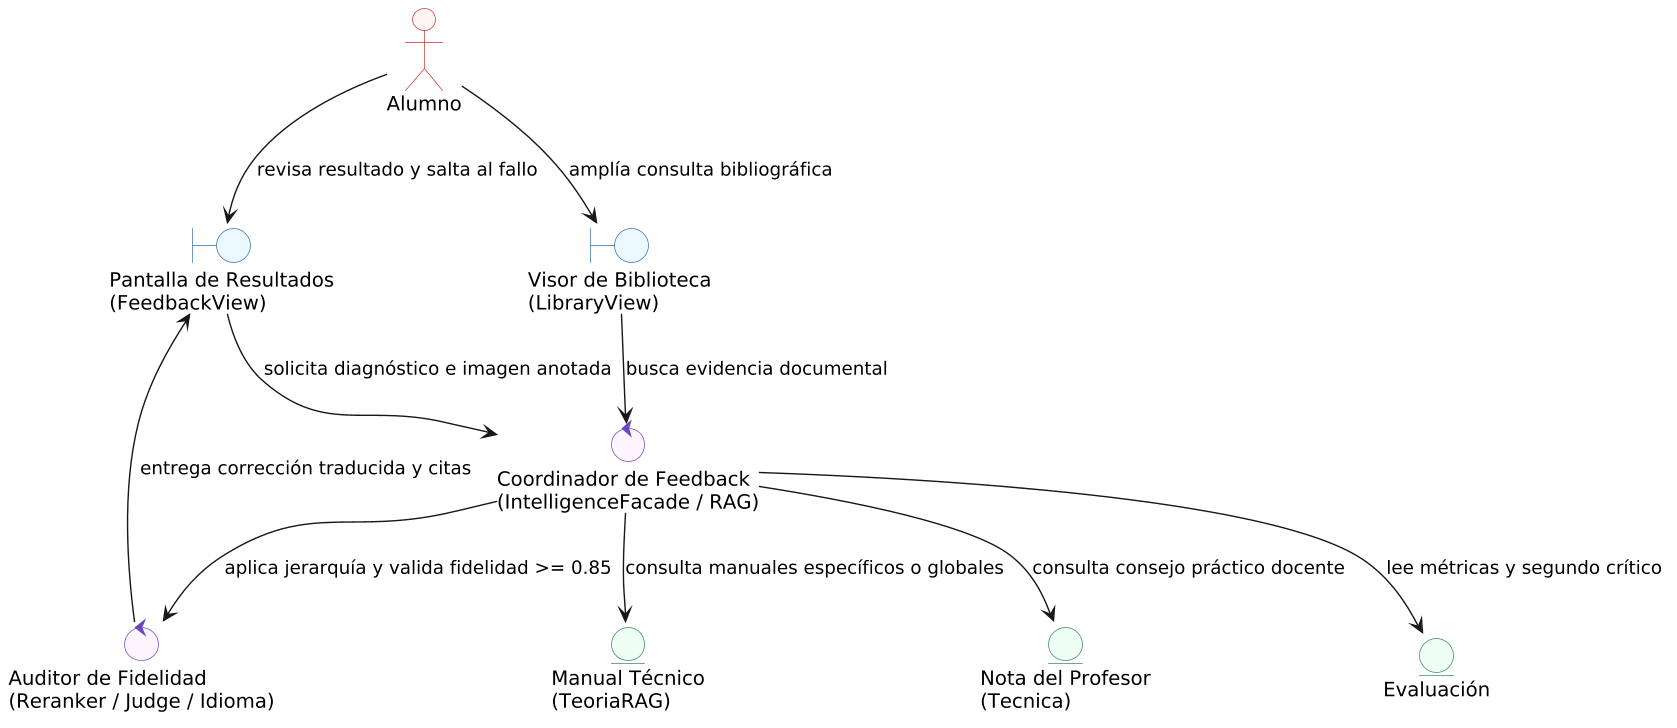 Alumno
revisa resultado y salta al fallo
amplía consulta bibliográfica
Pantalla de Resultados
(FeedbackView)
Visor de Biblioteca
(LibraryView)
solicita diagnóstico e imagen anotada
busca evidencia documental
entrega corrección traducida y citas
Coordinador de Feedback
(IntelligenceFacade / RAG)
aplica jerarquía y valida fidelidad >= 0.85
consulta manuales específicos o globales
consulta consejo práctico docente
lee métricas y segundo crítico
Auditor de Fidelidad
(Reranker / Judge / Idioma)
Manual Técnico
(TeoriaRAG)
Nota del Profesor
(Tecnica)
Evaluación